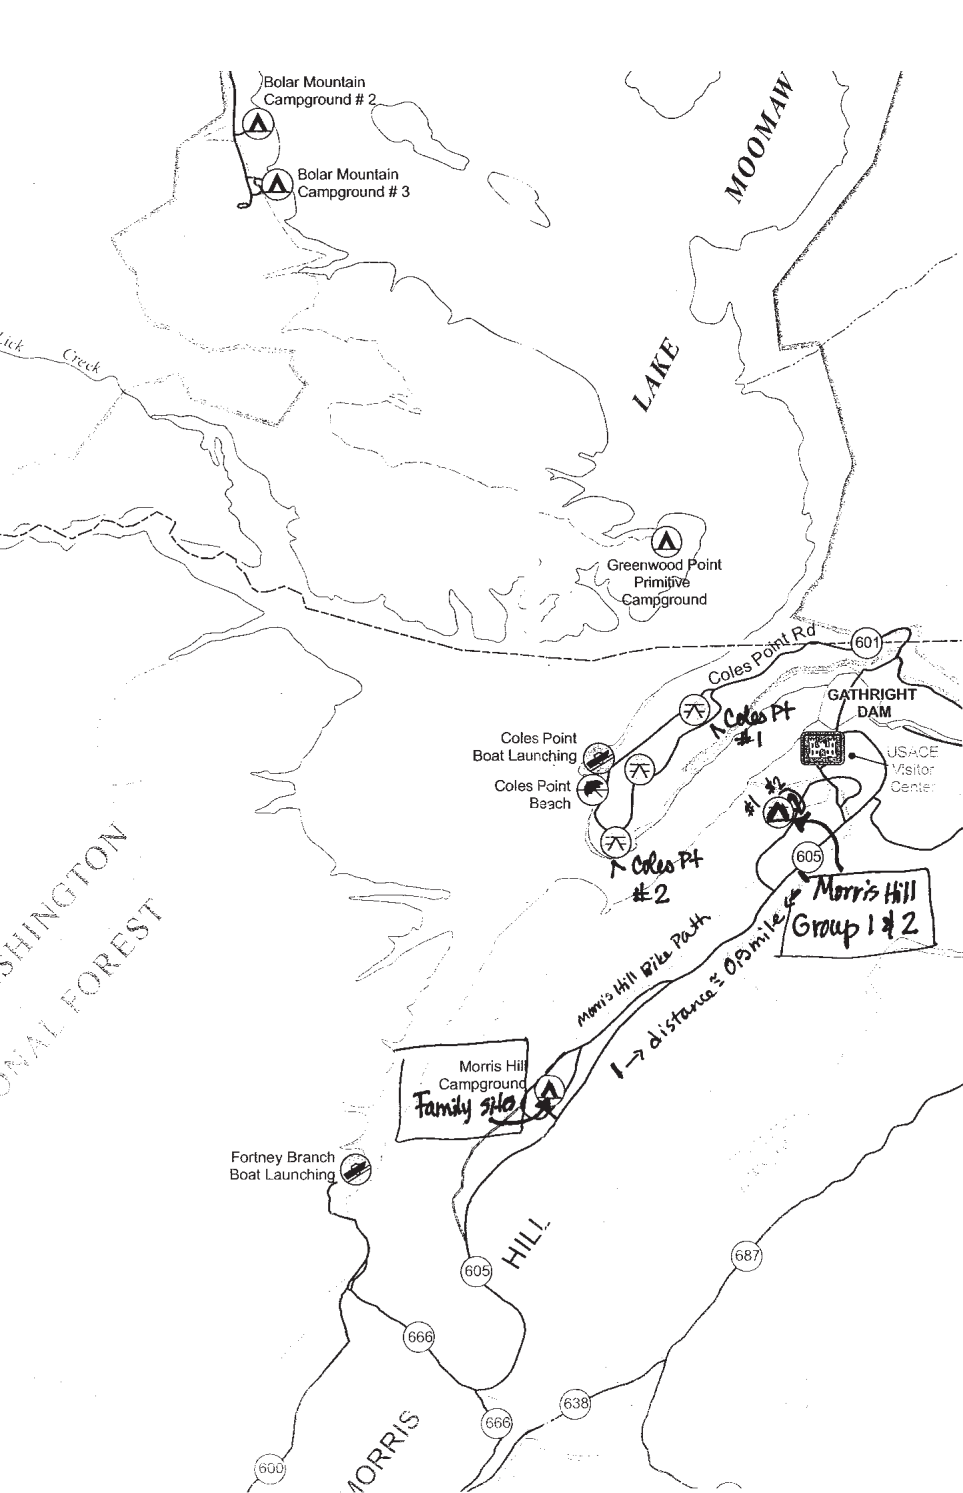 Bolar Mountain
Campground # 2
Bolar Mountain
Campground # 3
MOOMAW
LAKE
Lick Creek
Greenwood Point
Primitive
Campground
Coles Point Rd
601
GATHRIGHT
DAM
Coles Pt
#1
Coles Point
Boat Launching
USACE
Visitor
Center
Coles Point
Beach
#1 #2
Coles Pt
#2
605
Morris Hill
Group 1 & 2
SHINGTON
ONAL FOREST
Morris Hill Bike Path
distance ≅ 0.9 mile
Morris Hill
Campground
Family site
Fortney Branch
Boat Launching
HILL
687
605
666
638
666
MORRIS
600